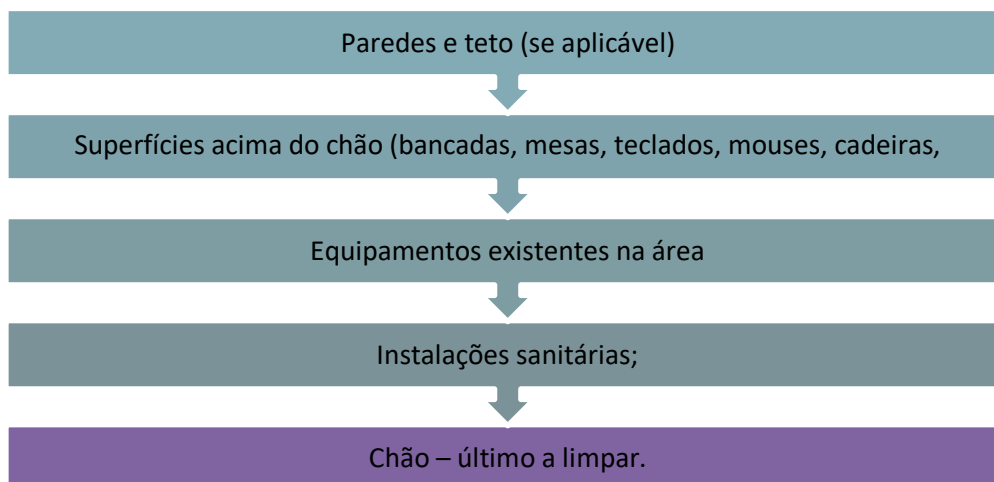 Paredes e teto (se aplicável)
Superfícies acima do chão (bancadas, mesas, teclados, mouses, cadeiras,
Equipamentos existentes na área
Instalações sanitárias;
Chão – último a limpar.